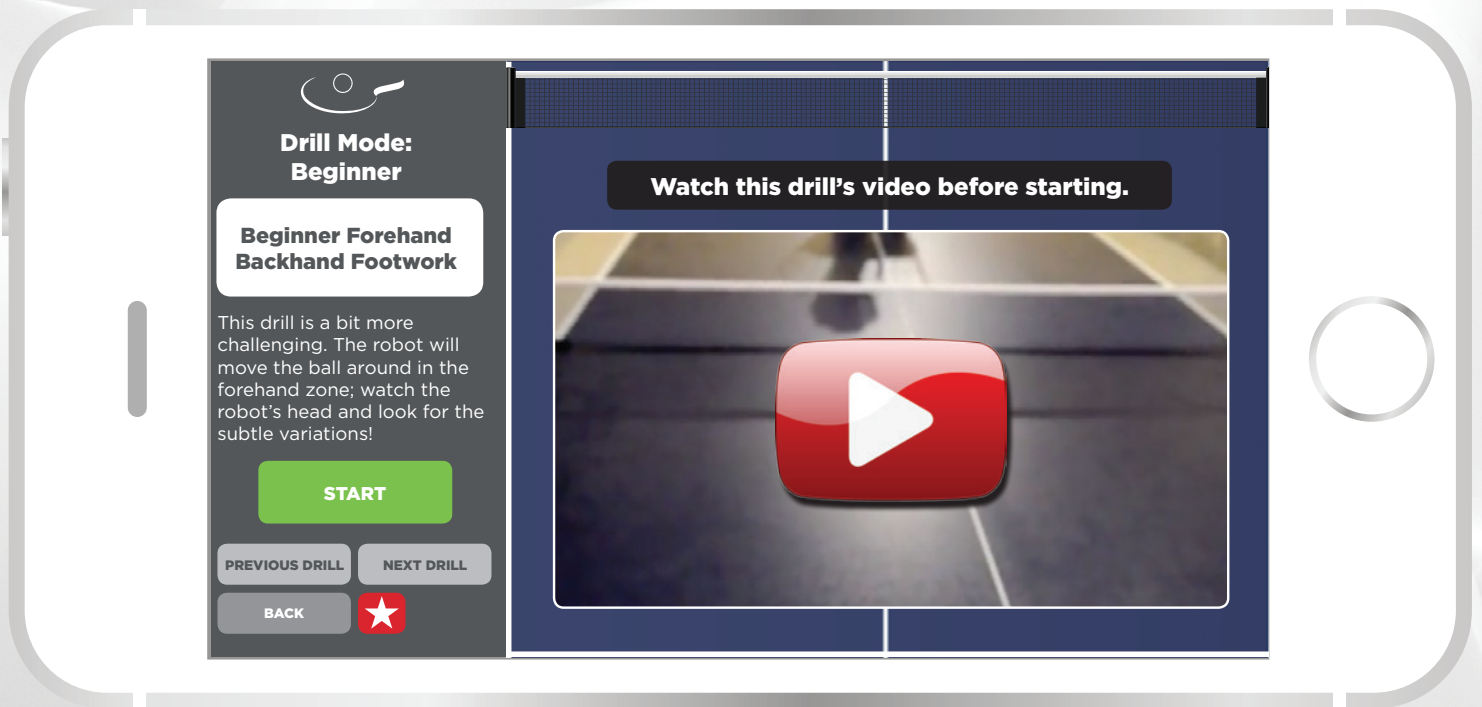 Drill Mode:
Beginner
Beginner Forehand
Backhand Footwork
This drill is a bit more
challenging. The robot will
move the ball around in the
forehand zone; watch the
robot’s head and look for the
subtle variations!
START
PREVIOUS DRILL
NEXT DRILL
BACK
Watch this drill’s video before starting.